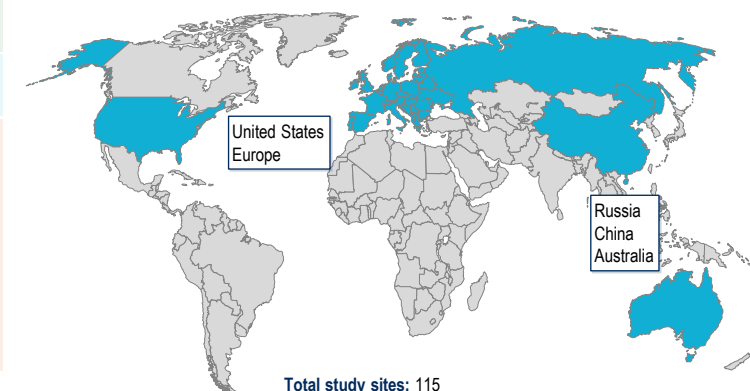 United States
Europe
Russia
China
Australia
Total study sites: 115